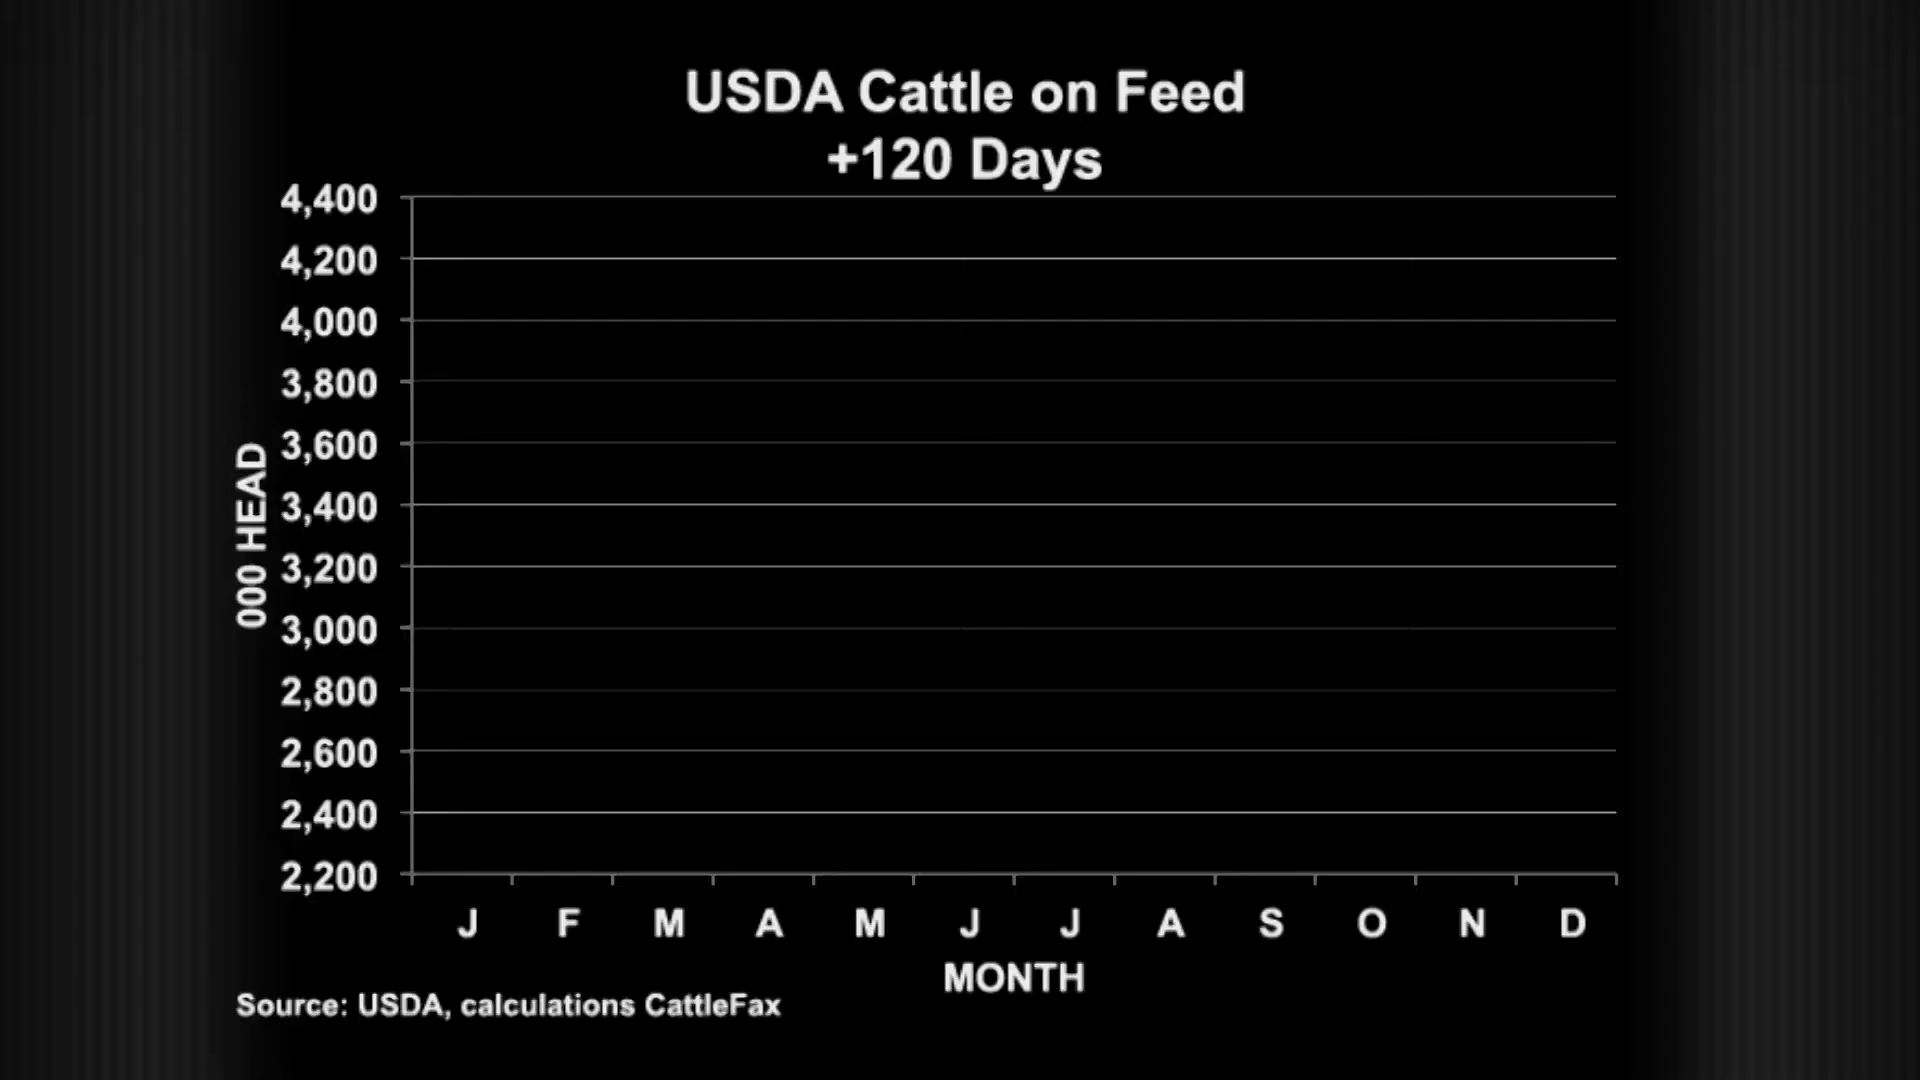 USDA Cattle on Feed
+120 Days
4,400
4,200
4,000
3,800
3,600
3,400
3,200
3,000
2,800
2,600
2,400
2,200
000 HEAD
J F M A M J J A S O N D
MONTH
Source: USDA, calculations CattleFax